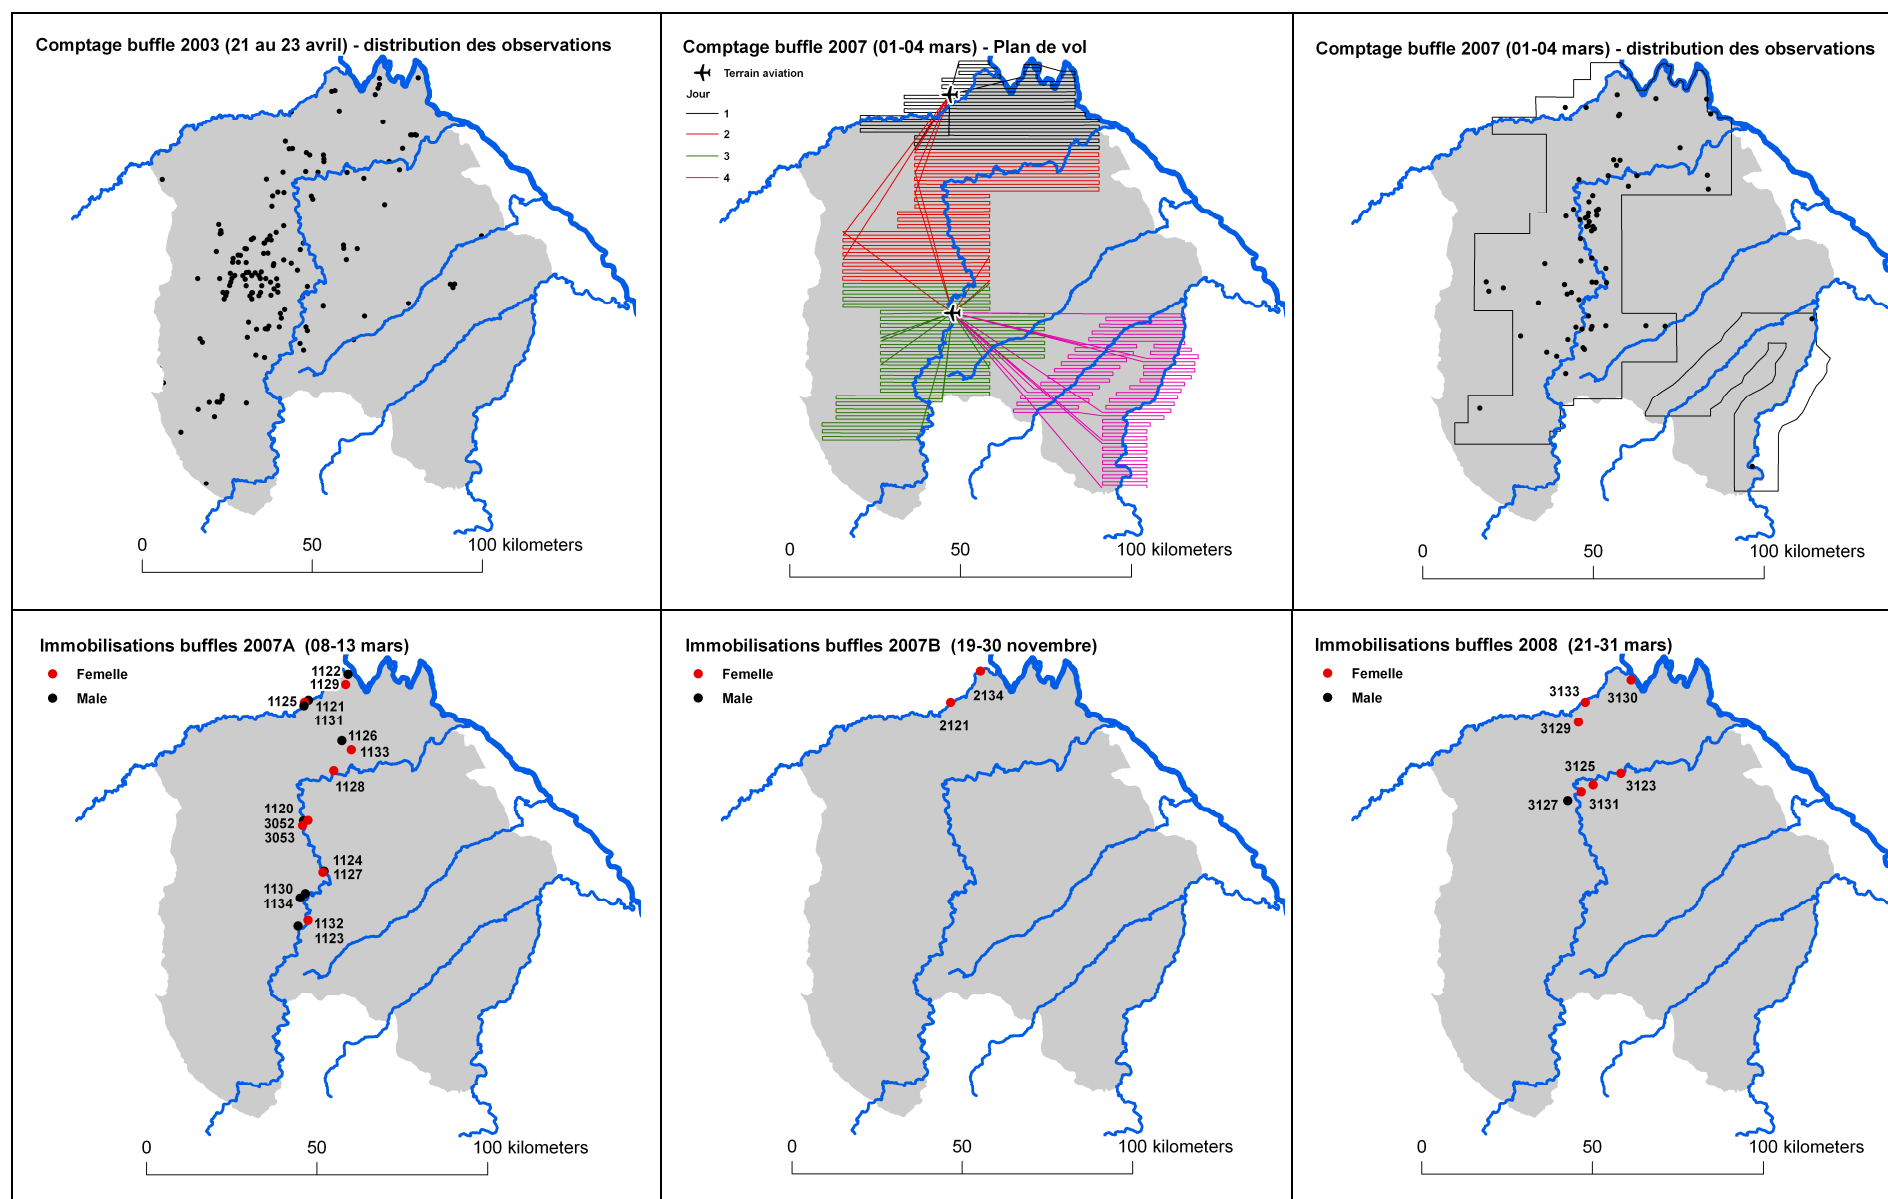 Comptage buffle 2003 (21 au 23 avril) - distribution des observations
0 50 100 kilometers
Comptage buffle 2007 (01-04 mars) - Plan de vol
Terrain aviation
Jour
1
2
3
4
0 50 100 kilometers
Comptage buffle 2007 (01-04 mars) - distribution des observations
0 50 100 kilometers
Immobilisations buffles 2007A (08-13 mars)
Femelle
Male
1122
1129
1125
1121
1131
1126
1133
1128
1120
3052
3053
1124
1127
1130
1134
1132
1123
0 50 100 kilometers
Immobilisations buffles 2007B (19-30 novembre)
Femelle
Male
2134
2121
0 50 100 kilometers
Immobilisations buffles 2008 (21-31 mars)
Femelle
Male
3133
3130
3129
3125
3123
3127
3131
0 50 100 kilometers